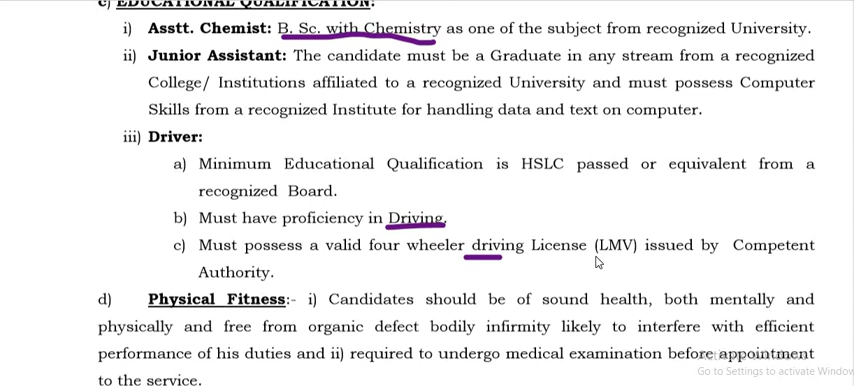 c) EDUCATIONAL QUALIFICATION:
i) Asstt. Chemist: B. Sc. with Chemistry as one of the subject from recognized University.
ii) Junior Assistant: The candidate must be a Graduate in any stream from a recognized
College/ Institutions affiliated to a recognized University and must possess Computer
Skills from a recognized Institute for handling data and text on computer.
iii) Driver:
a) Minimum Educational Qualification is HSLC passed or equivalent from a
recognized Board.
b) Must have proficiency in Driving.
c) Must possess a valid four wheeler driving License (LMV) issued by Competent
Authority.
d) Physical Fitness:- i) Candidates should be of sound health, both mentally and
physically and free from organic defect bodily infirmity likely to interfere with efficient
performance of his duties and ii) required to undergo medical examination before appointment
Go to Settings to activate Window
to the service.